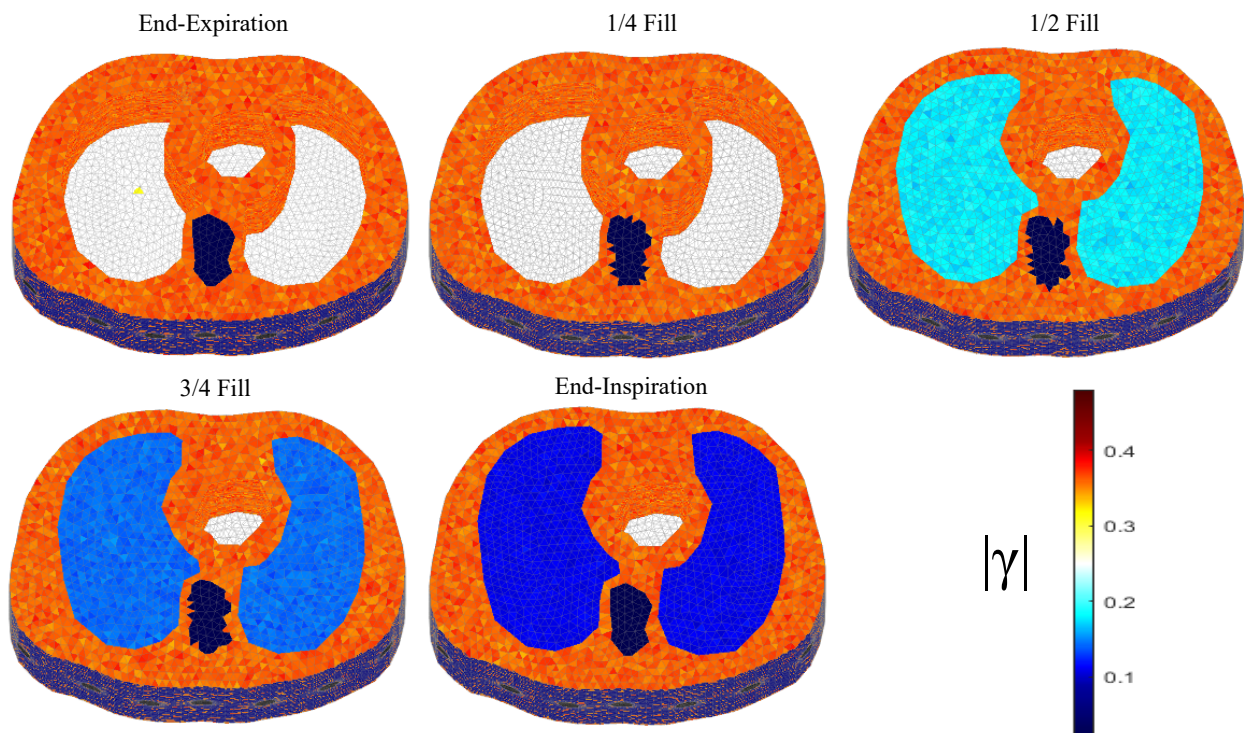 End-Expiration
1/4 Fill
1/2 Fill
3/4 Fill
End-Inspiration
|γ|
0.4
0.3
0.2
0.1